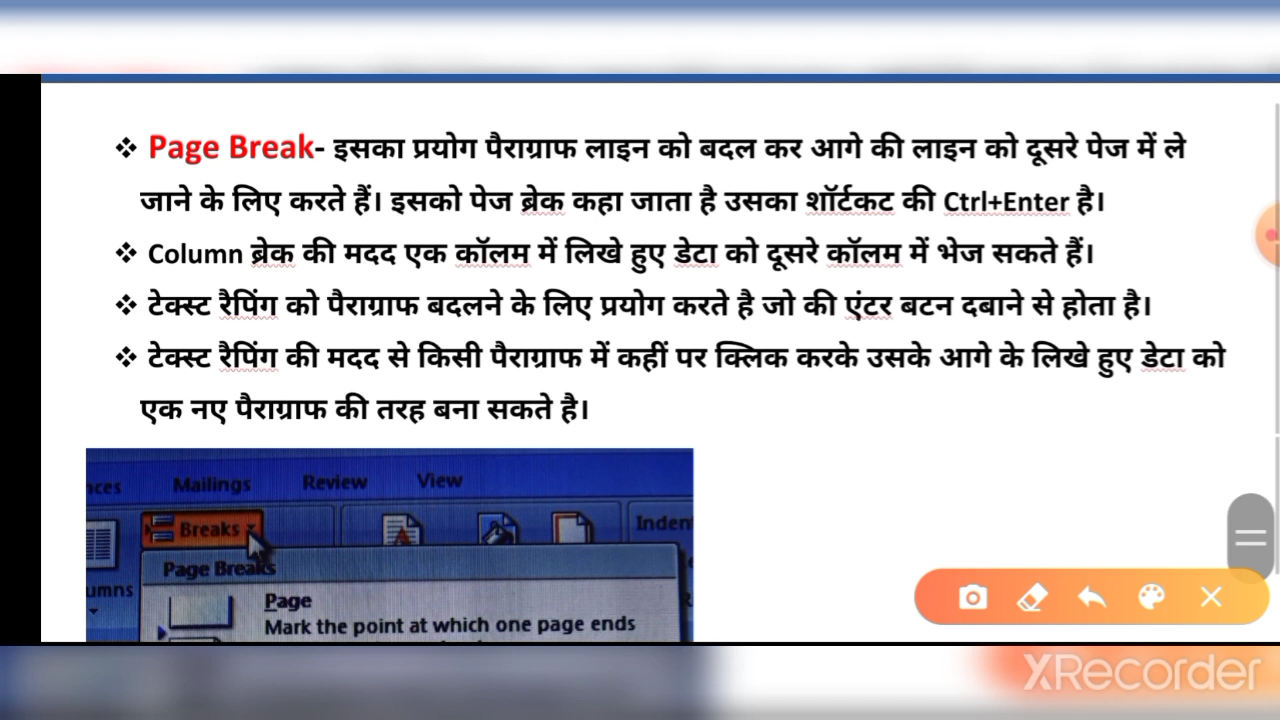 ❖ Page Break- इसका प्रयोग पैराग्राफ लाइन को बदल कर आगे की लाइन को दूसरे पेज में ले
जाने के लिए करते हैं। इसको पेज ब्रेक कहा जाता है उसका शॉर्टकट की Ctrl+Enter है।
❖ Column ब्रेक की मदद एक कॉलम में लिखे हुए डेटा को दूसरे कॉलम में भेज सकते हैं।
❖ टेक्स्ट रैपिंग को पैराग्राफ बदलने के लिए प्रयोग करते है जो की एंटर बटन दबाने से होता है।
❖ टेक्स्ट रैपिंग की मदद से किसी पैराग्राफ में कहीं पर क्लिक करके उसके आगे के लिखे हुए डेटा को
एक नए पैराग्राफ की तरह बना सकते है।
nces Mailings Review View
Breaks Inden
Page Breaks
umns
Page
Mark the point at which one page ends
XRecorder